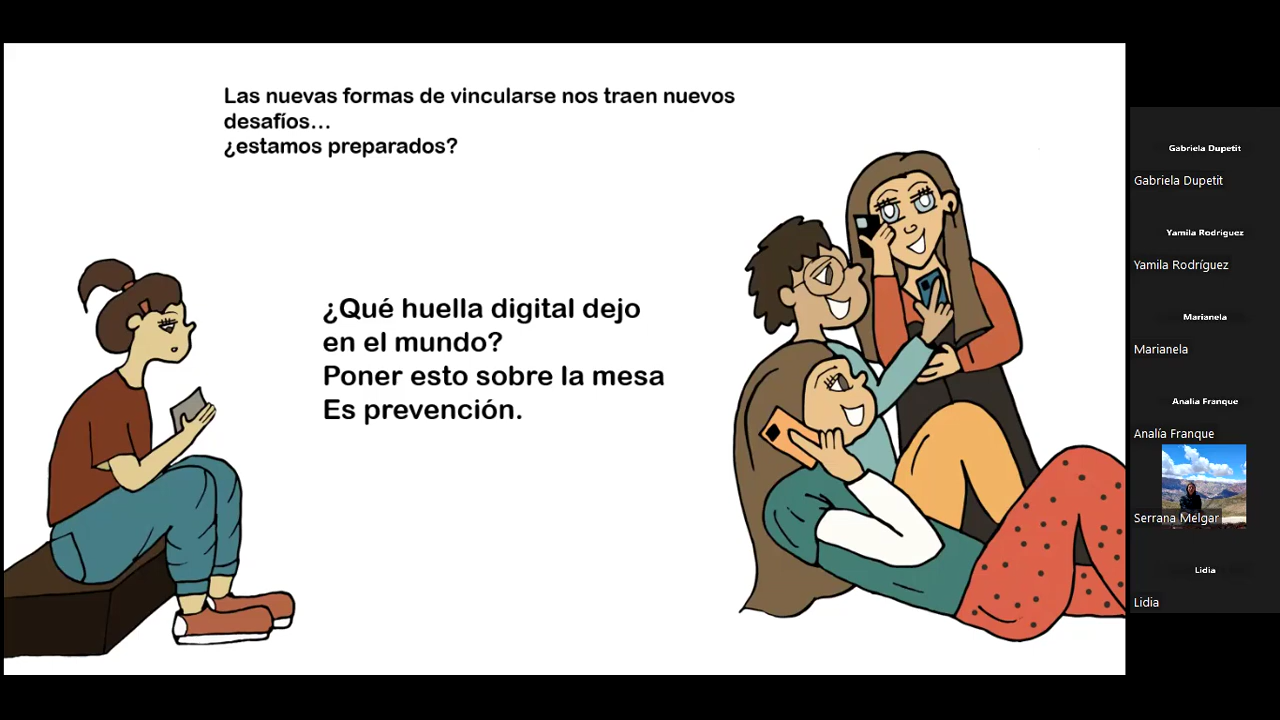 Las nuevas formas de vincularse nos traen nuevos
desafíos...
¿estamos preparados?
¿Qué huella digital dejo
en el mundo?
Poner esto sobre la mesa
Es prevención.
Gabriela Dupetit
Gabriela Dupetit
Yamila Rodriguez
Yamila Rodríguez
Marianela
Marianela
Analia Franque
Analía Franque
Serrana Melgar
Lidia
Lidia